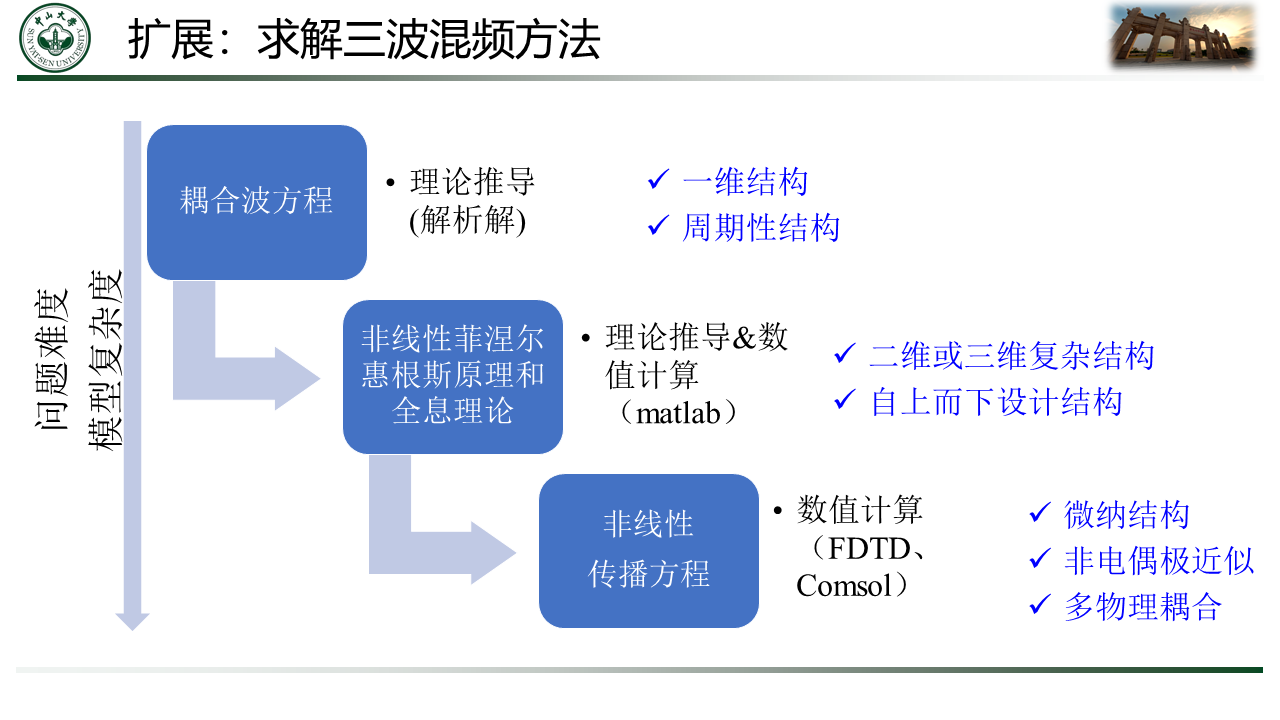 中山大学
SUN YAT-SEN UNIVERSITY
扩展：求解三波混频方法
问题难度
模型复杂度
耦合波方程
• 理论推导
(解析解)
✓ 一维结构
✓ 周期性结构
非线性菲涅尔
惠根斯原理和
全息理论
• 理论推导&数
值计算
（matlab）
✓ 二维或三维复杂结构
✓ 自上而下设计结构
非线性
传播方程
• 数值计算
（FDTD、
Comsol）
✓ 微纳结构
✓ 非电偶极近似
✓ 多物理耦合